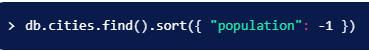 > db.cities.find().sort({ "population": -1 })